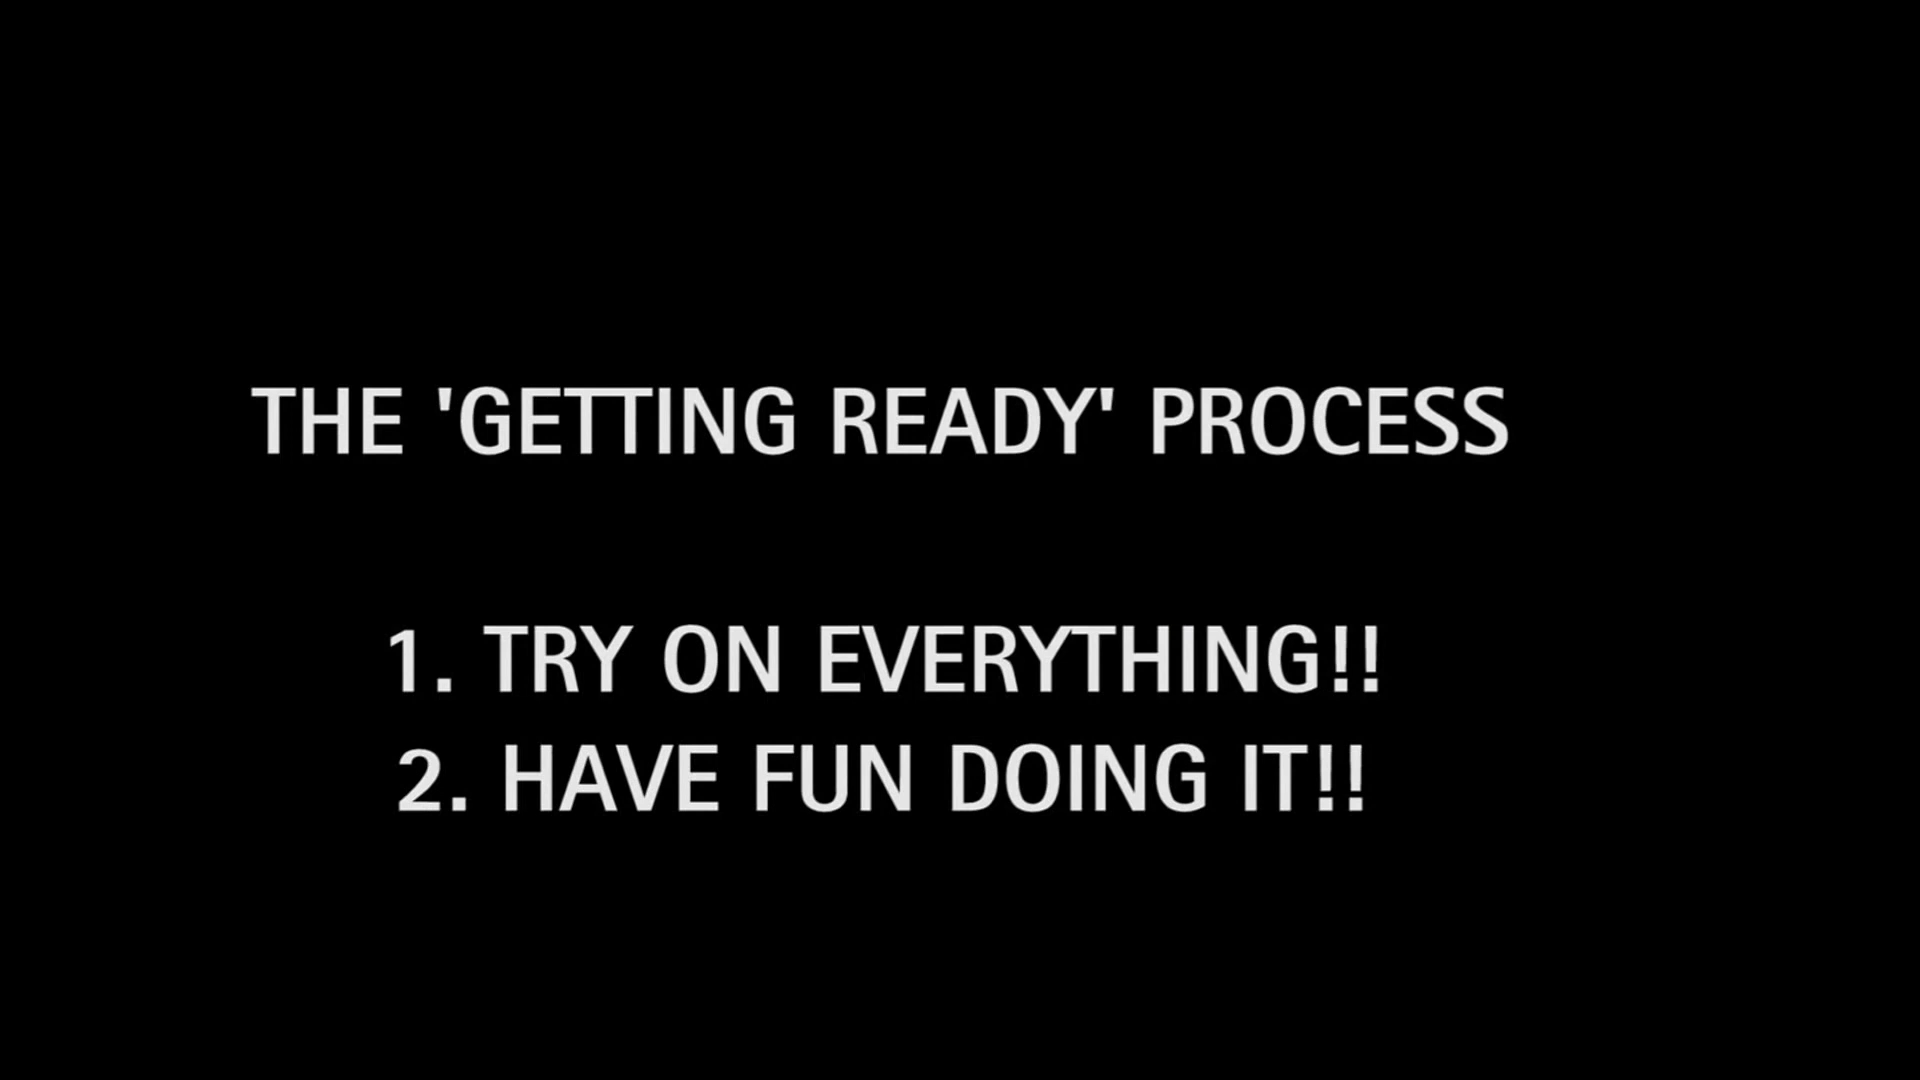 THE 'GETTING READY' PROCESS
1. TRY ON EVERYTHING!!
2. HAVE FUN DOING IT!!